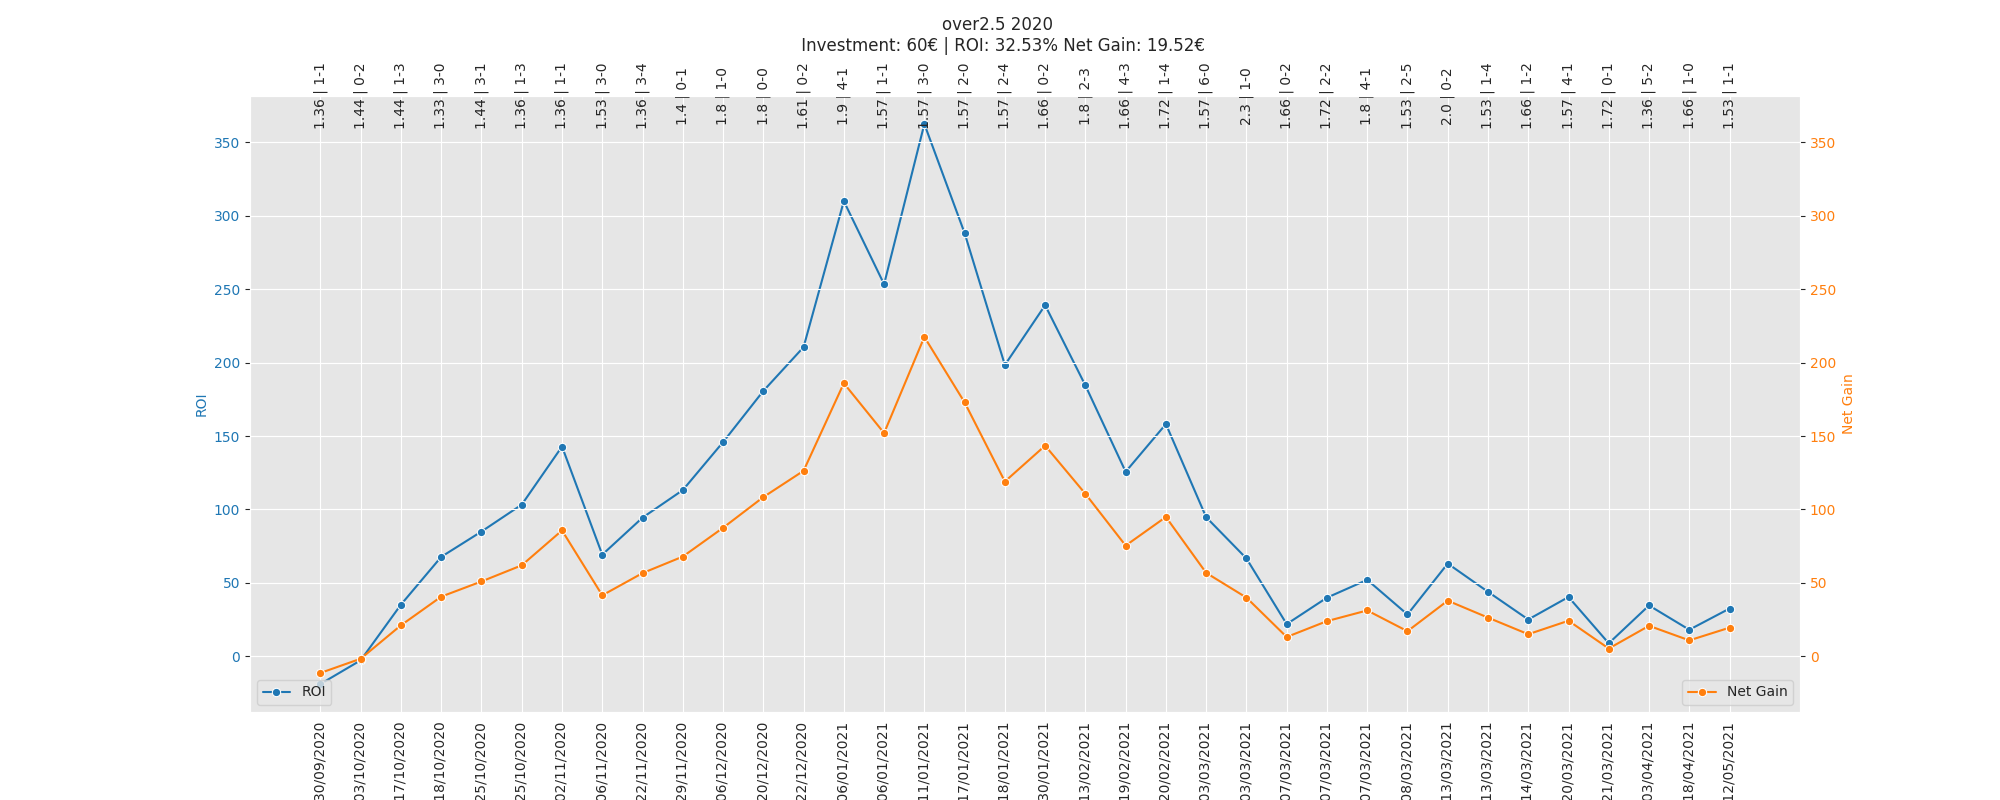 over2.5 2020
Investment: 60€ | ROI: 32.53% Net Gain: 19.52€
1.36 | 1-1
1.44 | 0-2
1.44 | 1-3
1.33 | 3-0
1.44 | 3-1
1.36 | 1-3
1.36 | 1-1
1.53 | 3-0
1.36 | 3-4
1.4 | 0-1
1.8 | 1-0
1.8 | 0-0
1.61 | 0-2
1.9 | 4-1
1.57 | 1-1
1.57 | 3-0
1.57 | 2-0
1.57 | 2-4
1.66 | 0-2
1.8 | 2-3
1.66 | 4-3
1.72 | 1-4
1.57 | 6-0
2.3 | 1-0
1.66 | 0-2
1.72 | 2-2
1.8 | 4-1
1.53 | 2-5
2.0 | 0-2
1.53 | 1-4
1.66 | 1-2
1.57 | 4-1
1.72 | 0-1
1.36 | 5-2
1.66 | 1-0
1.53 | 1-1
350
300
250
200
150
100
50
0
ROI
350
300
250
200
150
100
50
0
Net Gain
ROI
Net Gain
30/09/2020
03/10/2020
17/10/2020
18/10/2020
25/10/2020
25/10/2020
02/11/2020
06/11/2020
22/11/2020
29/11/2020
06/12/2020
20/12/2020
22/12/2020
06/01/2021
06/01/2021
11/01/2021
17/01/2021
18/01/2021
30/01/2021
13/02/2021
19/02/2021
20/02/2021
03/03/2021
03/03/2021
07/03/2021
07/03/2021
07/03/2021
08/03/2021
13/03/2021
13/03/2021
14/03/2021
20/03/2021
21/03/2021
03/04/2021
18/04/2021
12/05/2021